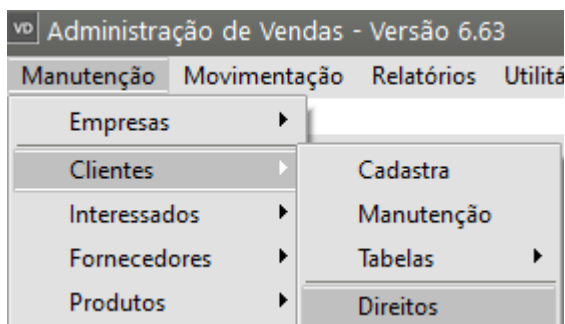 VD Administração de Vendas - Versão 6.63
Manutenção Movimentação Relatórios
Empresas
Clientes Cadastra
Interessados Manutenção
Fornecedores Tabelas
Produtos Direitos